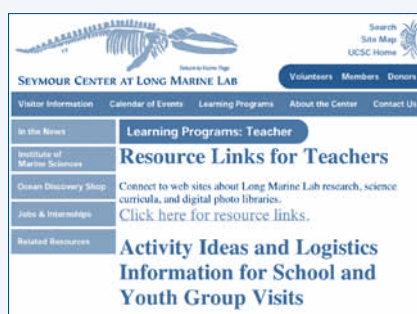 Search
Site Map
UCSC Home
Return to Home Page
SEYMOUR CENTER AT LONG MARINE LAB
Volunteers Members Donors
Visitor Information Calendar of Events Learning Programs About the Center Contact Us
In the News
Institute of
Marine Sciences
Ocean Discovery Shop
Jobs & Internships
Related Resources
Learning Programs: Teacher
Resource Links for Teachers
Connect to web sites about Long Marine Lab research, science
curricula, and digital photo libraries.
Click here for resource links.
Activity Ideas and Logistics
Information for School and
Youth Group Visits